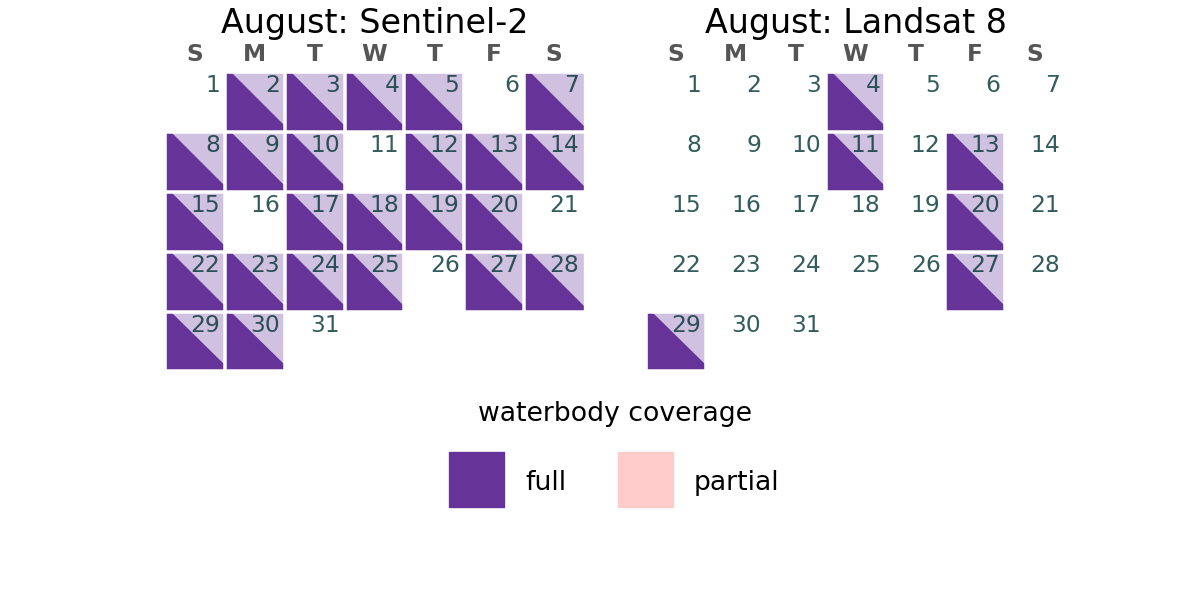 August: Sentinel-2
S M T W T F S
1 2 3 4 5 6 7
8 9 10 11 12 13 14
15 16 17 18 19 20 21
22 23 24 25 26 27 28
29 30 31
August: Landsat 8
S M T W T F S
1 2 3 4 5 6 7
8 9 10 11 12 13 14
15 16 17 18 19 20 21
22 23 24 25 26 27 28
29 30 31
waterbody coverage
full
partial